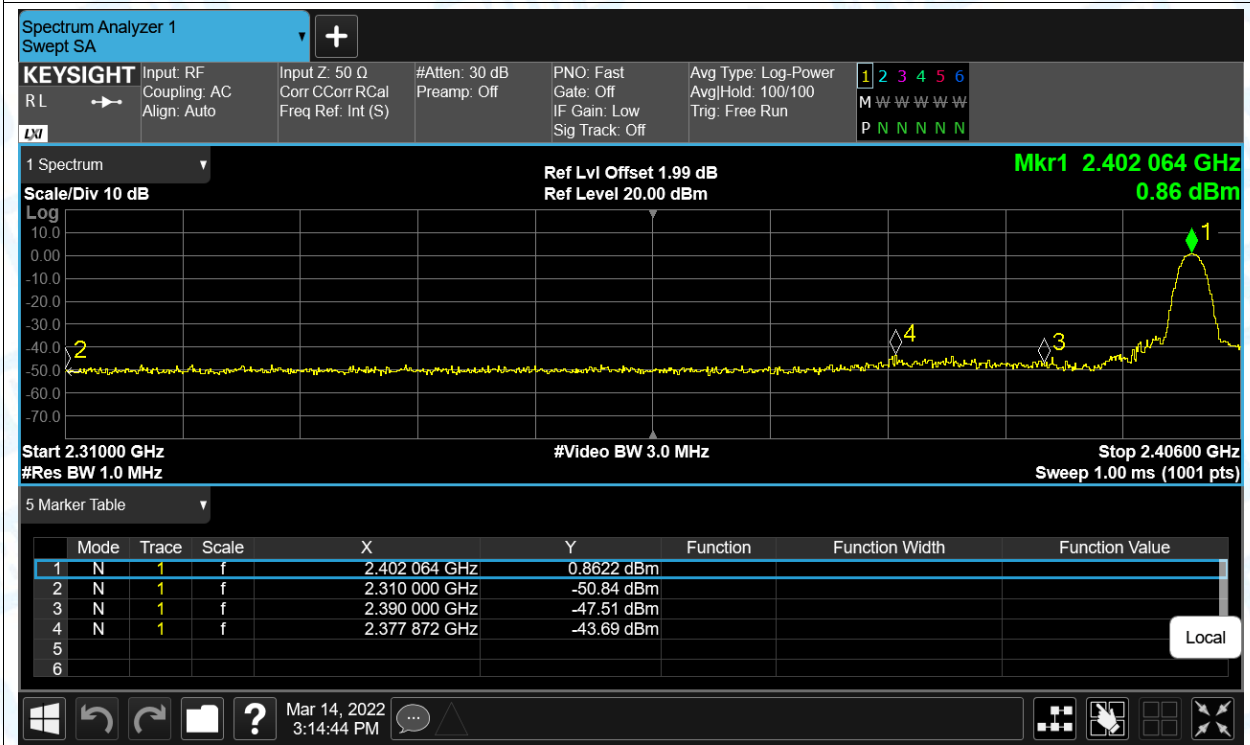 Spectrum Analyzer 1
Swept SA
KEYSIGHT
RL
LXI
Input: RF
Coupling: AC
Align: Auto
Input Z: 50 Ω
Corr CCorr RCal
Freq Ref: Int (S)
#Atten: 30 dB
Preamp: Off
PNO: Fast
Gate: Off
IF Gain: Low
Sig Track: Off
Avg Type: Log-Power
Avg|Hold: 100/100
Trig: Free Run
1 2 3 4 5 6
M W W W W W
P N N N N N
1 Spectrum
Scale/Div 10 dB
Ref Lvl Offset 1.99 dB
Ref Level 20.00 dBm
Mkr1 2.402 064 GHz
0.86 dBm
Log
10.0
0.00
-10.0
-20.0
-30.0
-40.0
-50.0
-60.0
-70.0
1
2
4
3
Start 2.31000 GHz
#Video BW 3.0 MHz
Stop 2.40600 GHz
#Res BW 1.0 MHz
Sweep 1.00 ms (1001 pts)
5 Marker Table
Mode Trace Scale X Y Function Function Width Function Value
1 N 1 f 2.402 064 GHz 0.8622 dBm
2 N 1 f 2.310 000 GHz -50.84 dBm
3 N 1 f 2.390 000 GHz -47.51 dBm
4 N 1 f 2.377 872 GHz -43.69 dBm
5
6
Local
?
Mar 14, 2022
3:14:44 PM